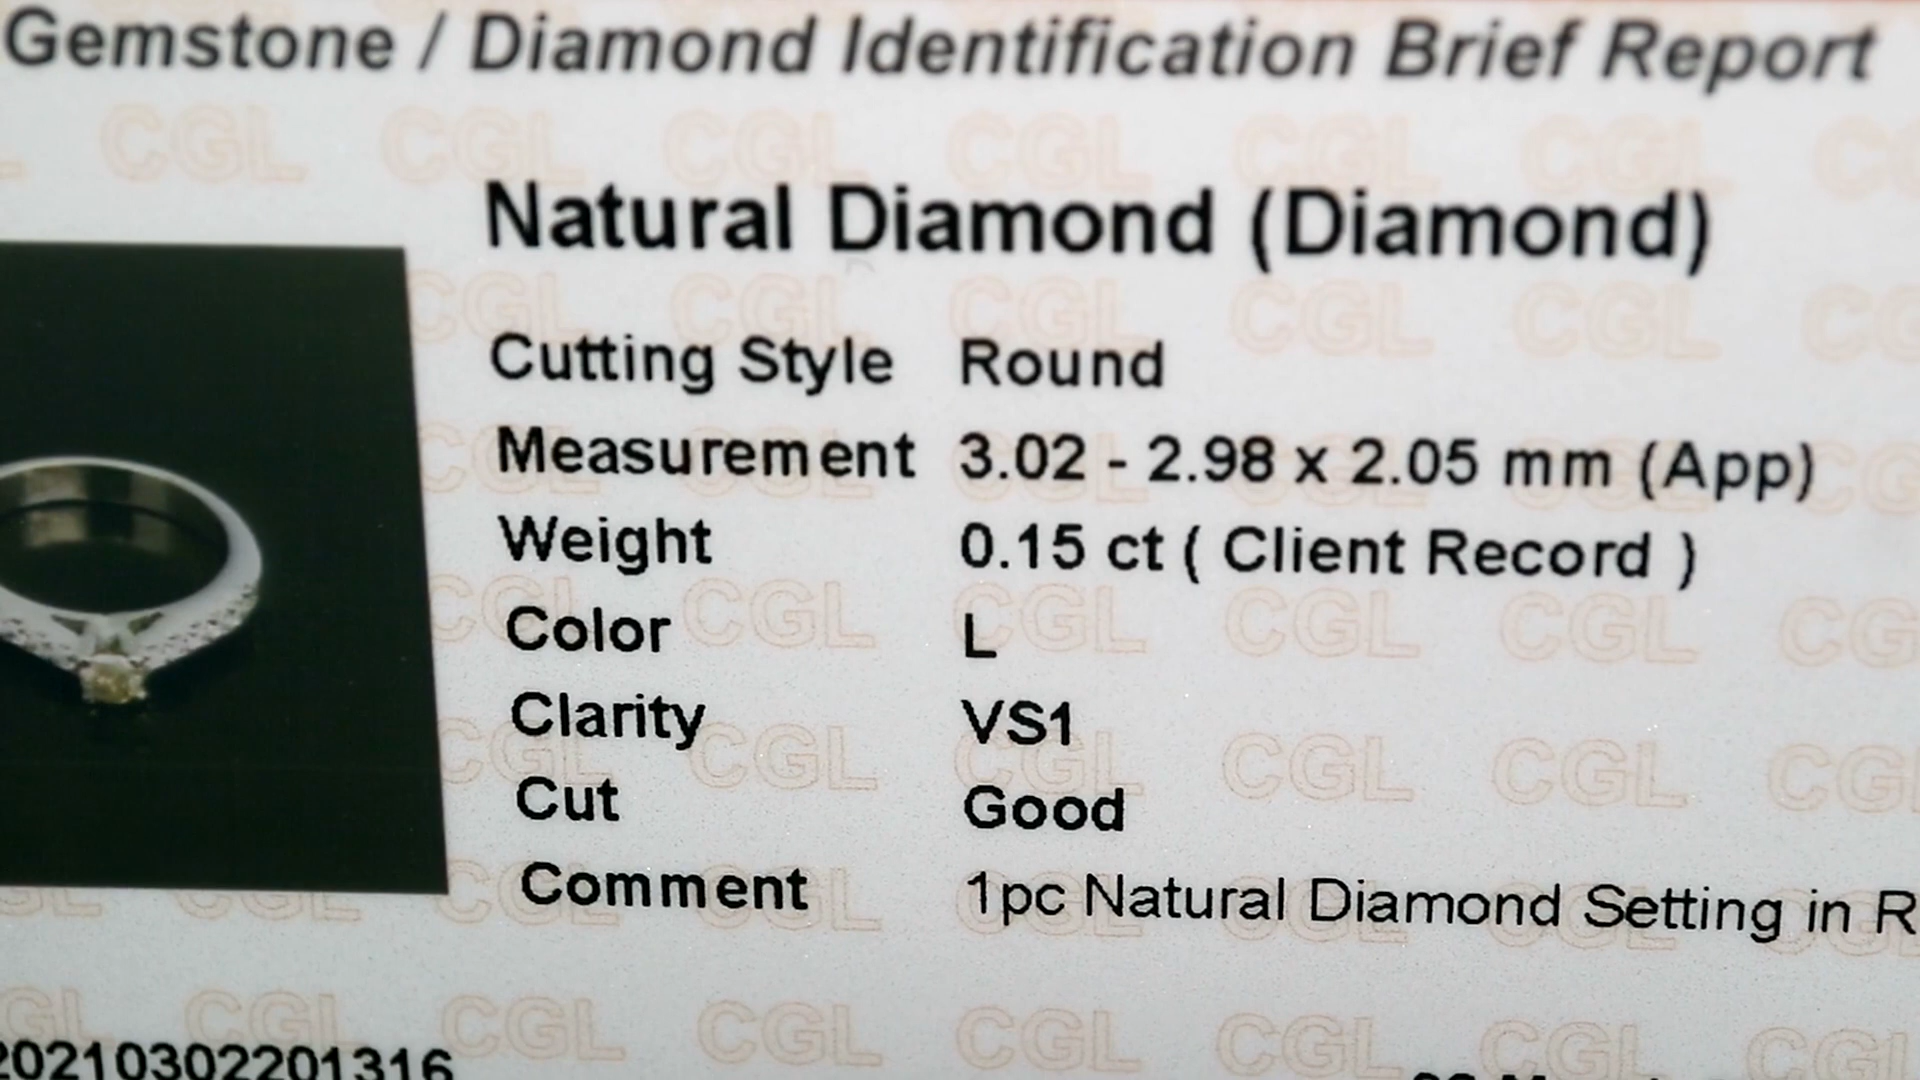 Gemstone / Diamond Identification Brief Report
Natural Diamond (Diamond)
Cutting Style Round
Measurement 3.02 - 2.98 x 2.05 mm (App)
Weight 0.15 ct ( Client Record )
Color L
Clarity VS1
Cut Good
Comment 1pc Natural Diamond Setting in R
20210302201316